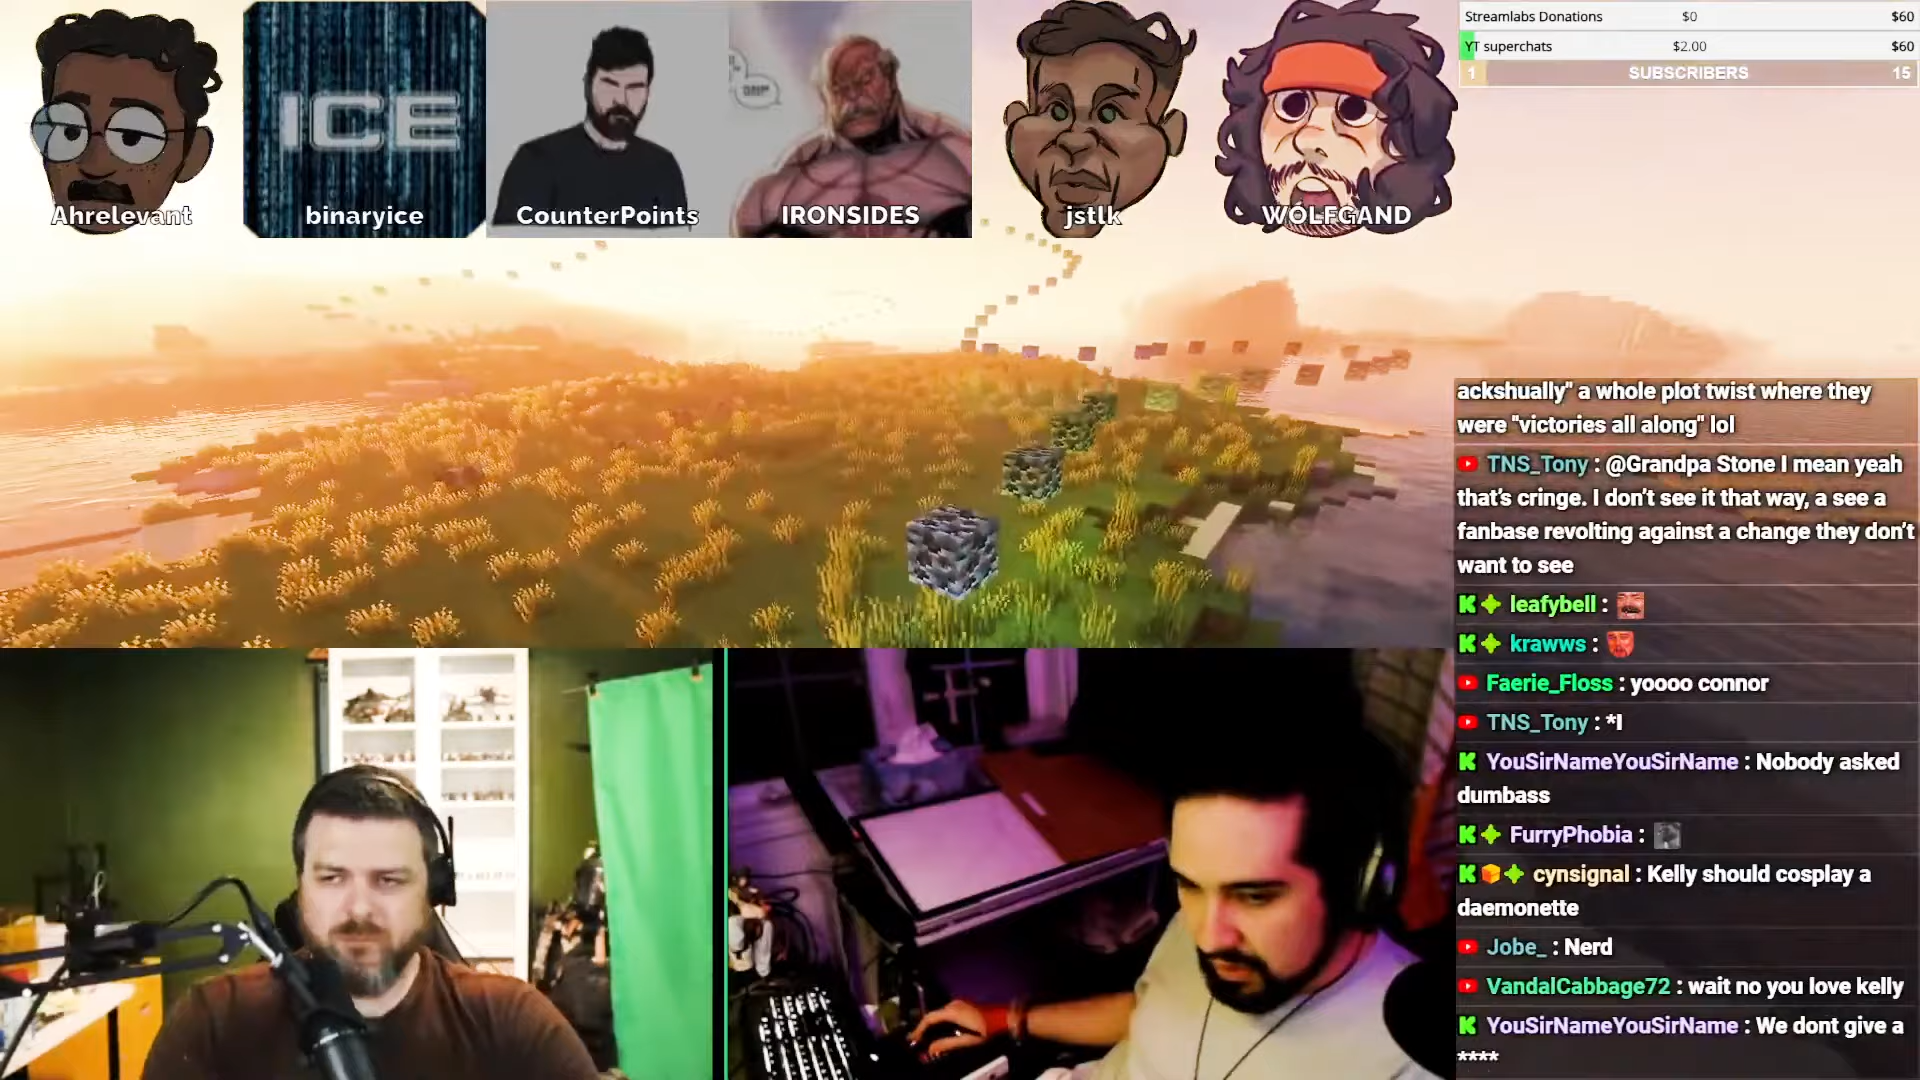 Streamlabs Donations $0 $60
YT superchats $2.00 $60
1 SUBSCRIBERS 15
ICE
Ahrelevant
binaryice
CounterPoints
IRONSIDES
jstlk
WOLFGAND
ackshually" a whole plot twist where they
were "victories all along" lol
TNS_Tony : @Grandpa Stone I mean yeah
that's cringe. I don't see it that way, a see a
fanbase revolting against a change they don't
want to see
leafybell :
krawws :
Faerie_Floss : yoooo connor
TNS_Tony : *I
YouSirNameYouSirName : Nobody asked
dumbass
FurryPhobia :
cynsignal : Kelly should cosplay a
daemonette
Jobe_ : Nerd
VandalCabbage72 : wait no you love kelly
YouSirNameYouSirName : We dont give a
****